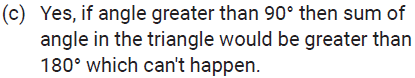 (c) Yes, if angle greater than 90° then sum of
angle in the triangle would be greater than
180° which can't happen.